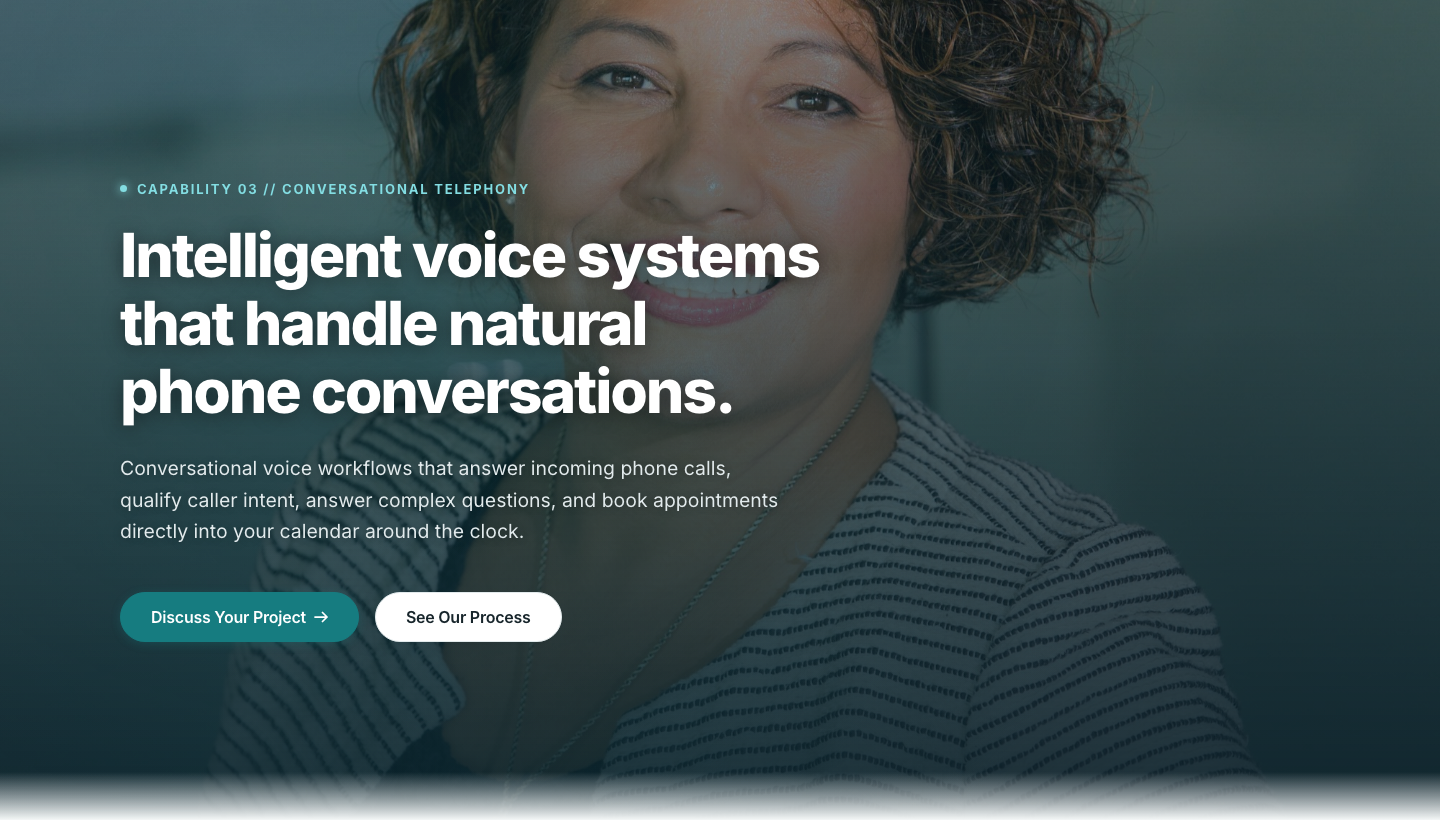 CAPABILITY 03 // CONVERSATIONAL TELEPHONY
Intelligent voice systems
that handle natural
phone conversations.
Conversational voice workflows that answer incoming phone calls,
qualify caller intent, answer complex questions, and book appointments
directly into your calendar around the clock.
Discuss Your Project →
See Our Process